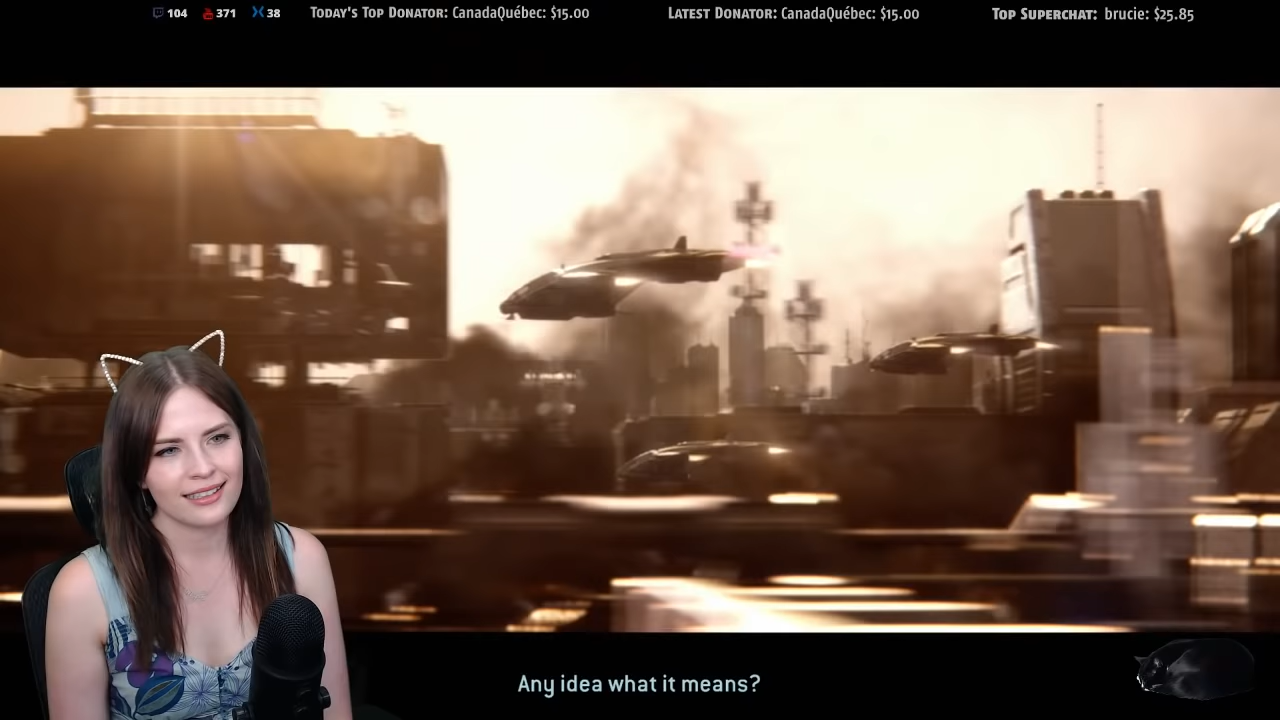 104 371 38 Today's Top Donator: CanadaQuébec: $15.00 Latest Donator: CanadaQuébec: $15.00 Top Superchat: brucie: $25.85
Any idea what it means?